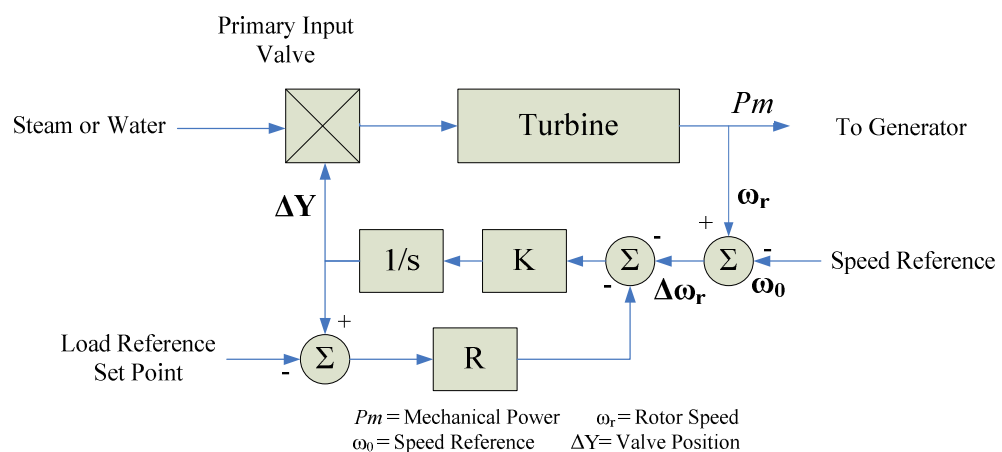 Primary Input
Valve
Steam or Water
Turbine
Pm
To Generator
ΔY
ωr
+
-
1/s
K
Σ
-
-
Σ
Δωr
ω0
Speed Reference
Load Reference
Set Point
+
-
Σ
R
Pm = Mechanical Power
ωr= Rotor Speed
ω0 = Speed Reference
ΔY= Valve Position